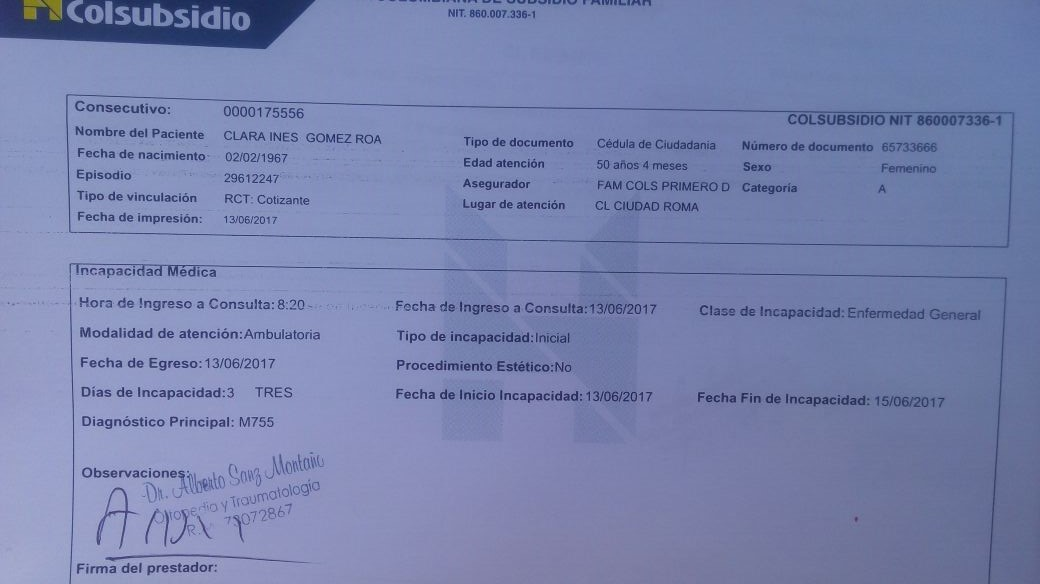 Colsubsidio
COLOMBIANA DE SUBSIDIO FAMILIAR
NIT. 860.007.336-1
COLSUBSIDIO NIT 860007336-1
Consecutivo: 0000175556
Nombre del Paciente CLARA INES GOMEZ ROA Tipo de documento Cédula de Ciudadania Número de documento 65733666
Fecha de nacimiento 02/02/1967 Edad atención 50 años 4 meses Sexo Femenino
Episodio 29612247 Asegurador FAM COLS PRIMERO D Categoría A
Tipo de vinculación RCT: Cotizante Lugar de atención CL CIUDAD ROMA
Fecha de impresión: 13/06/2017
Incapacidad Médica
Hora de Ingreso a Consulta: 8:20 Fecha de Ingreso a Consulta: 13/06/2017 Clase de Incapacidad: Enfermedad General
Modalidad de atención: Ambulatoria Tipo de incapacidad: Inicial
Fecha de Egreso: 13/06/2017 Procedimiento Estético: No
Días de Incapacidad: 3 TRES Fecha de Inicio Incapacidad: 13/06/2017 Fecha Fin de Incapacidad: 15/06/2017
Diagnóstico Principal: M755
Observaciones:
Dr. Alberto Sanz Montaño
Ortopedia y Traumatología
73072867
Firma del prestador: